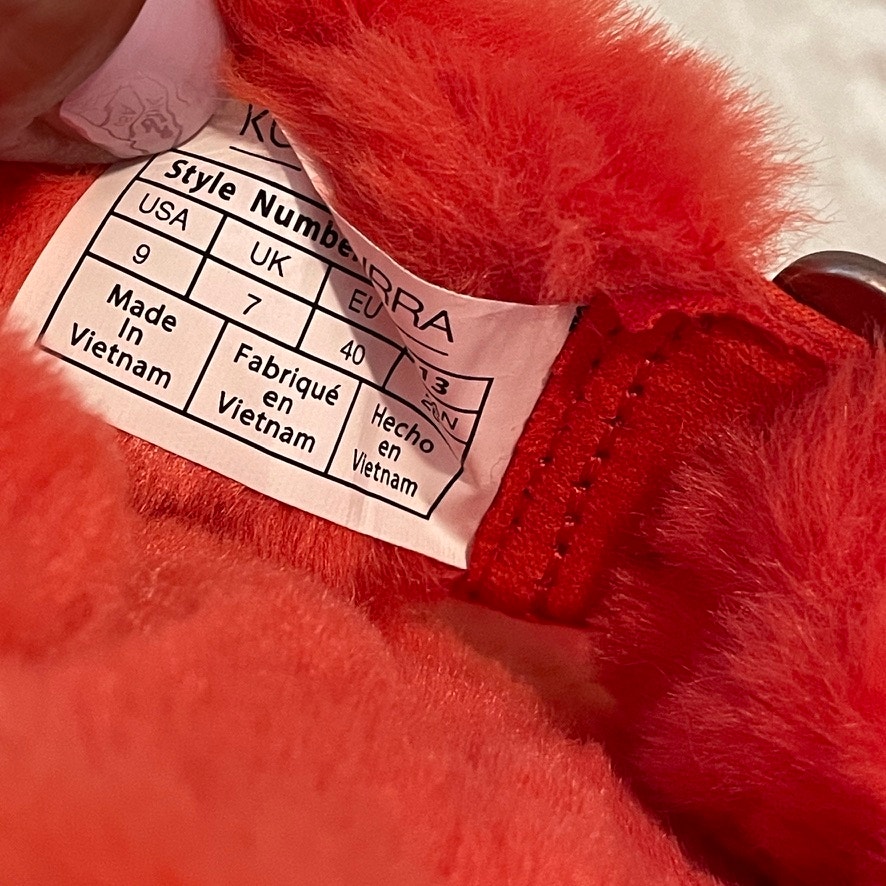 Style Number
USA
UK
EU
9
7
40
Made
In
Vietnam
Fabriqué
en
Vietnam
Hecho
en
Vietnam